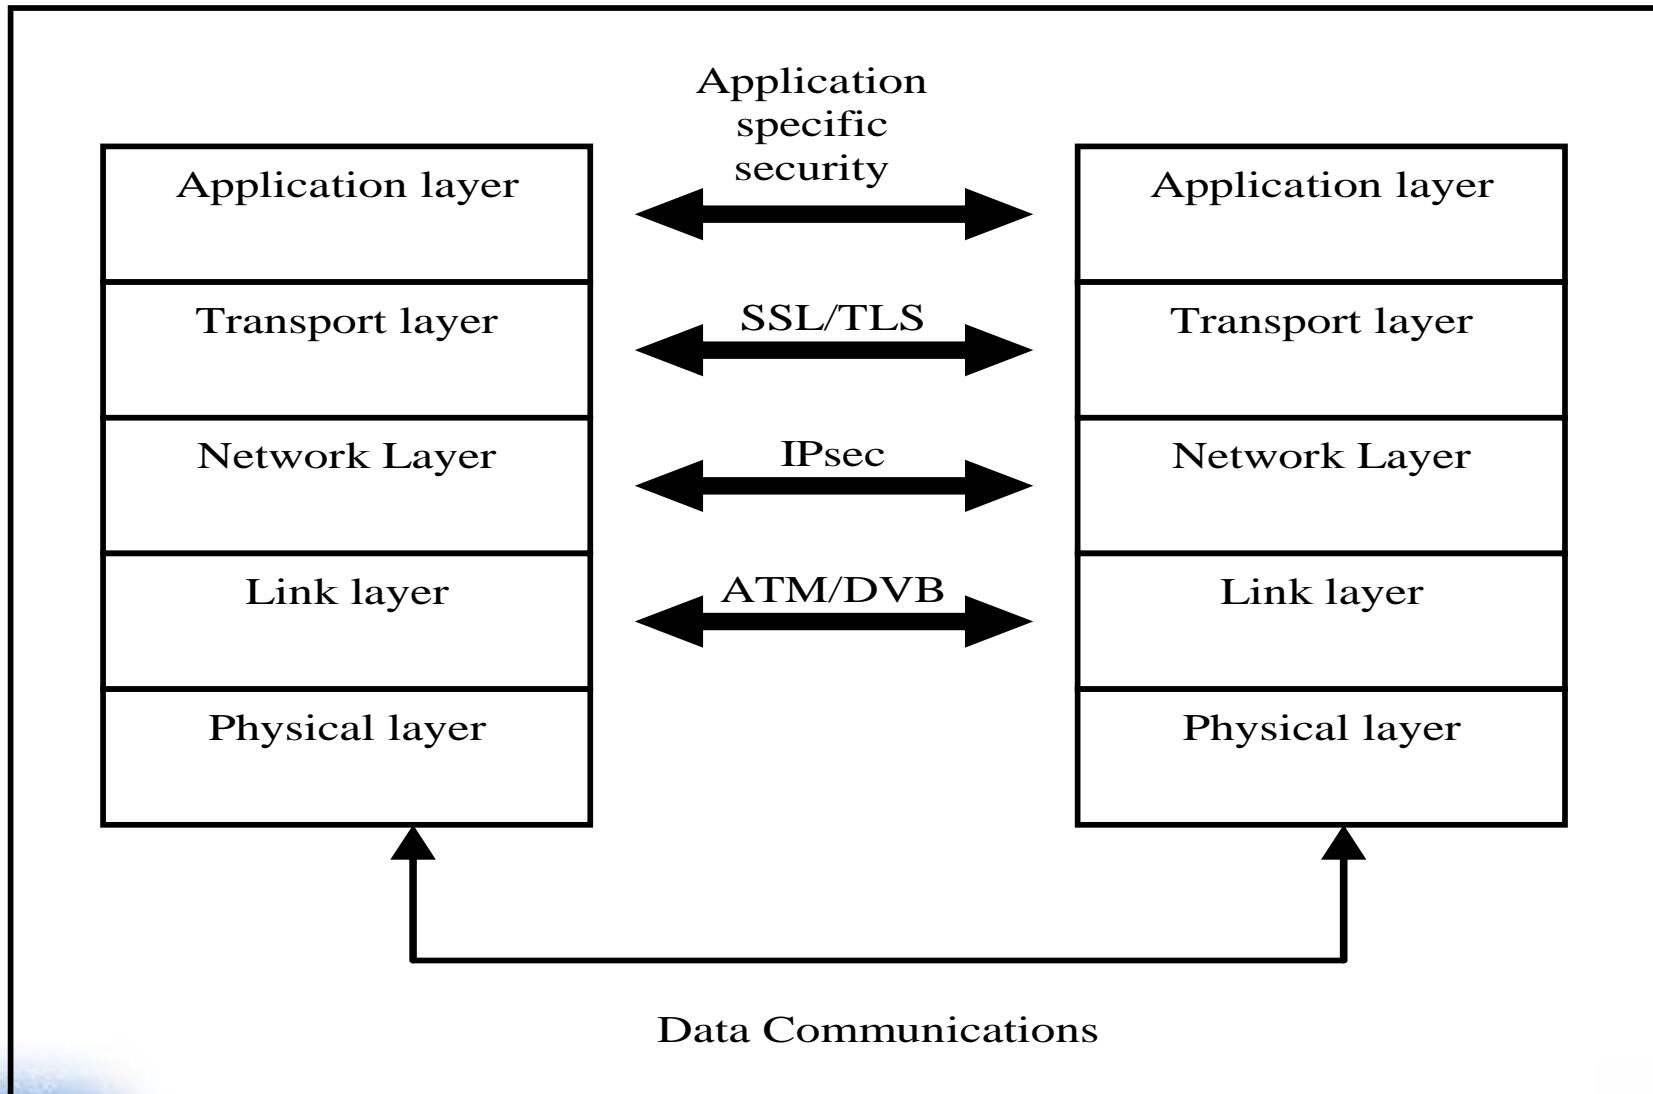 Application
specific
security
Application layer
Application layer
Transport layer
SSL/TLS
Transport layer
Network Layer
IPsec
Network Layer
Link layer
ATM/DVB
Link layer
Physical layer
Physical layer
Data Communications